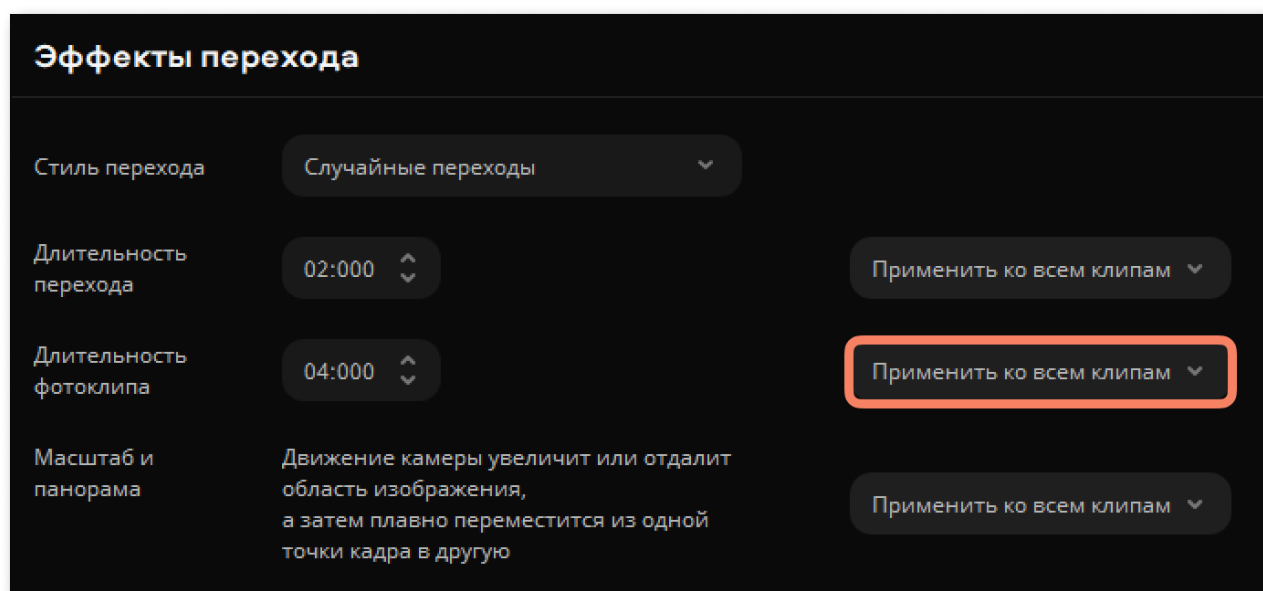 Эффекты перехода
Стиль перехода
Случайные переходы
Длительность
перехода
02:000
Применить ко всем клипам
Длительность
фотоклипа
04:000
Применить ко всем клипам
Масштаб и
панорама
Движение камеры увеличит или отдалит
область изображения,
а затем плавно переместится из одной
точки кадра в другую
Применить ко всем клипам